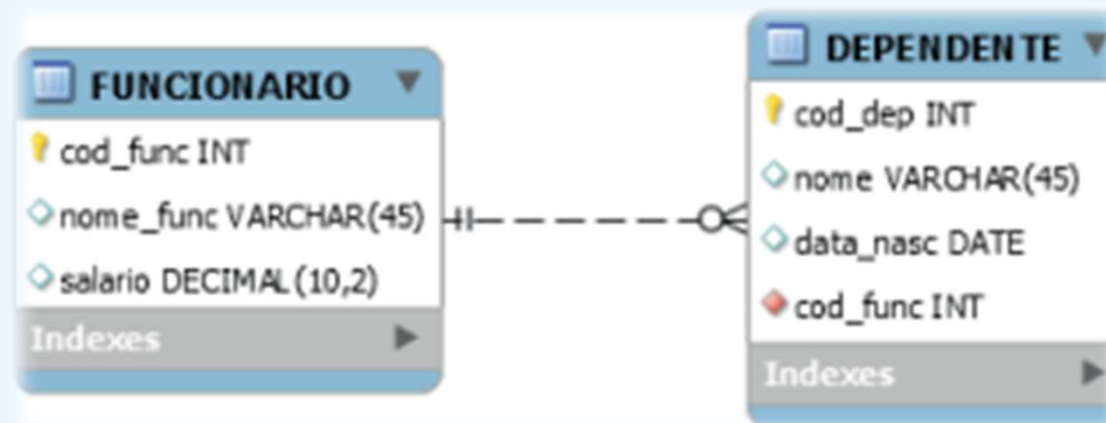 FUNCIONARIO
cod_func INT
nome_func VARCHAR(45)
salario DECIMAL(10,2)
Indexes
DEPENDENTE
cod_dep INT
nome VARCHAR(45)
data_nasc DATE
cod_func INT
Indexes